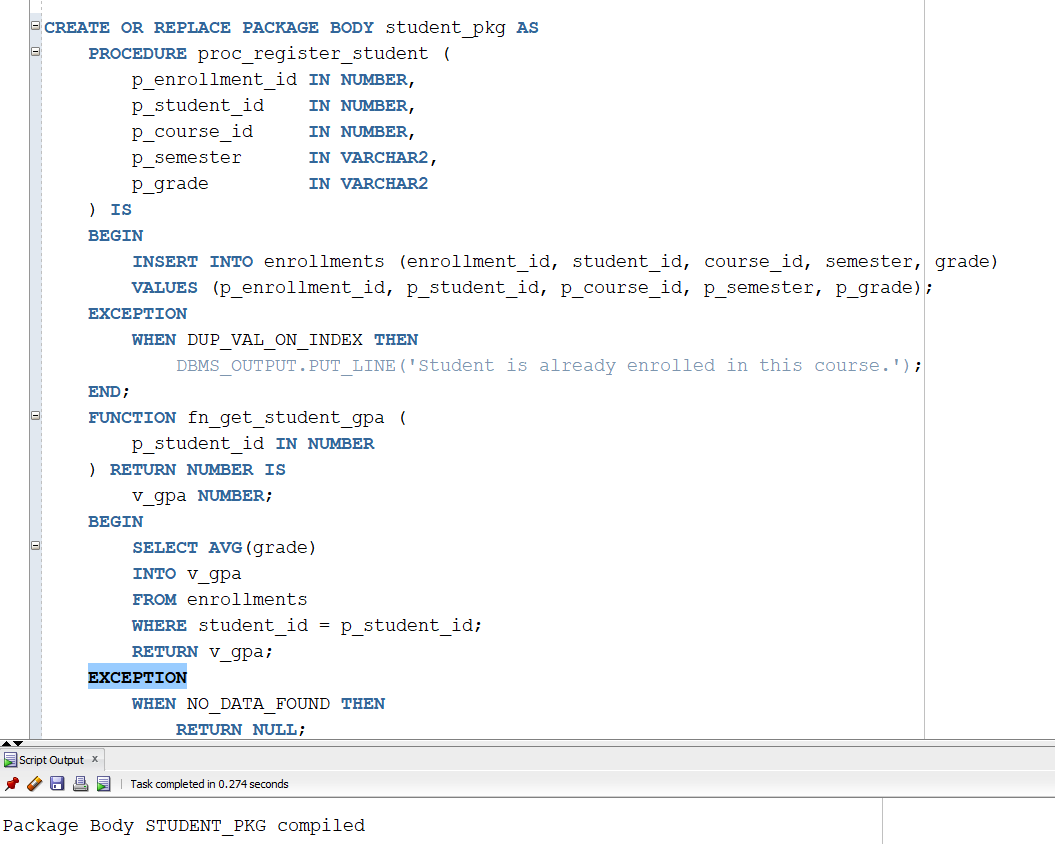 CREATE OR REPLACE PACKAGE BODY student_pkg AS
    PROCEDURE proc_register_student (
        p_enrollment_id IN NUMBER,
        p_student_id    IN NUMBER,
        p_course_id     IN NUMBER,
        p_semester      IN VARCHAR2,
        p_grade         IN VARCHAR2
    ) IS
    BEGIN
        INSERT INTO enrollments (enrollment_id, student_id, course_id, semester, grade)
        VALUES (p_enrollment_id, p_student_id, p_course_id, p_semester, p_grade);
    EXCEPTION
        WHEN DUP_VAL_ON_INDEX THEN
            DBMS_OUTPUT.PUT_LINE('Student is already enrolled in this course.');
    END;
    FUNCTION fn_get_student_gpa (
        p_student_id IN NUMBER
    ) RETURN NUMBER IS
        v_gpa NUMBER;
    BEGIN
        SELECT AVG(grade)
        INTO v_gpa
        FROM enrollments
        WHERE student_id = p_student_id;
        RETURN v_gpa;
    EXCEPTION
        WHEN NO_DATA_FOUND THEN
            RETURN NULL;
Script Output x
Task completed in 0.274 seconds
Package Body STUDENT_PKG compiled